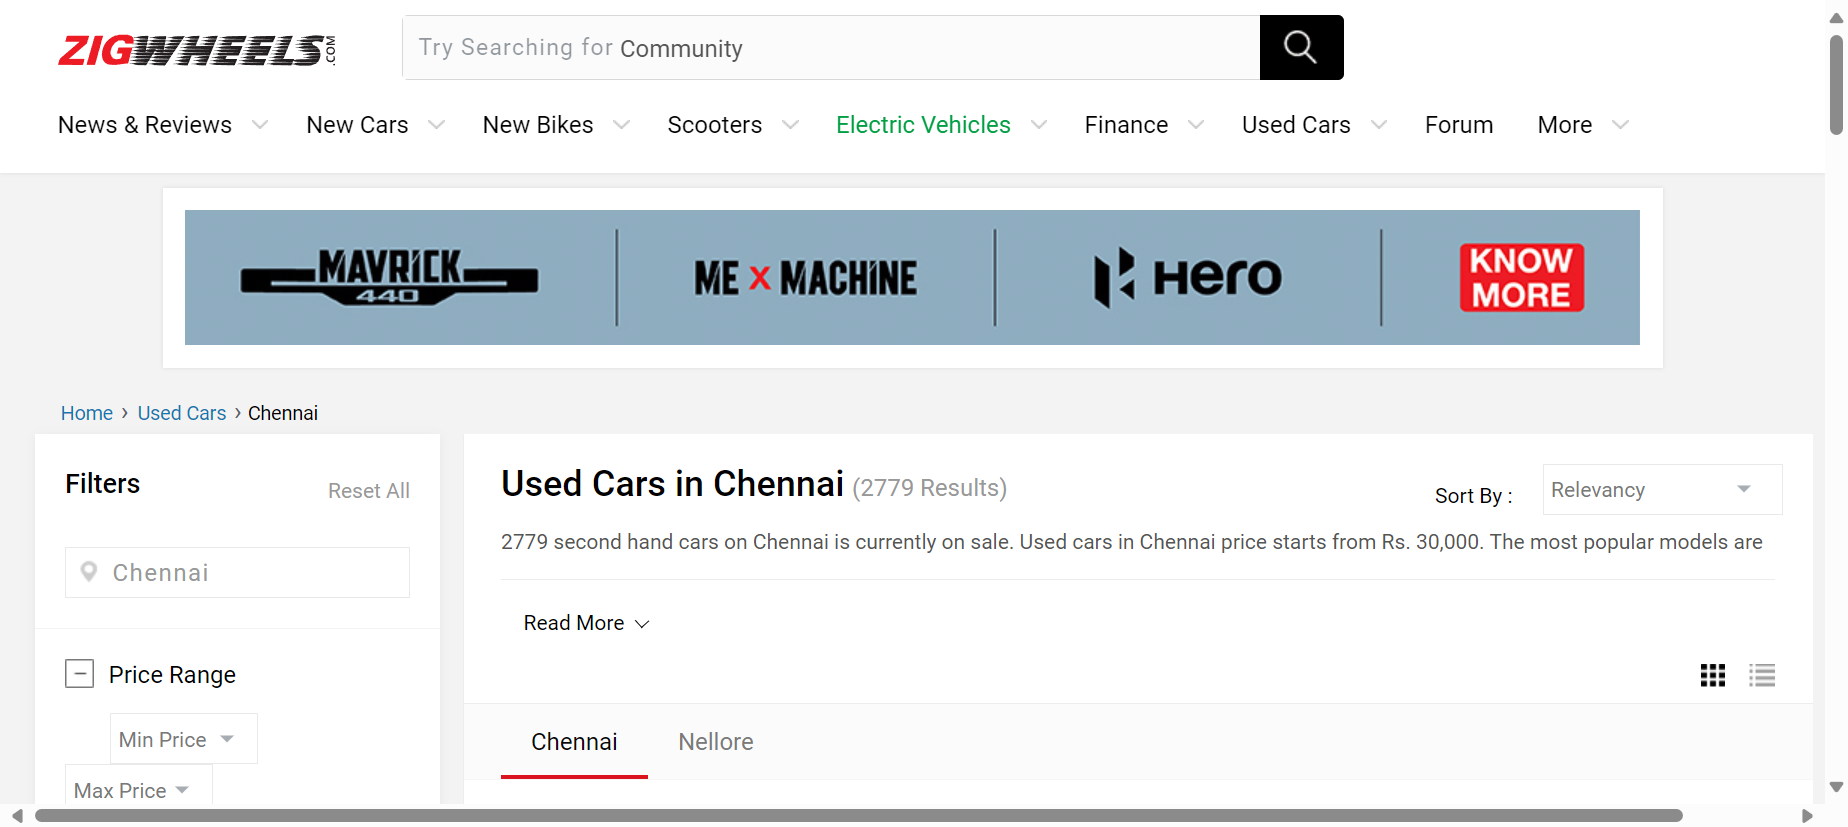 ZIGWHEELS.COM
Try Searching for Community
News & Reviews New Cars New Bikes Scooters Electric Vehicles Finance Used Cars Forum More
MAVRICK 440 ME X MACHINE Hero KNOW MORE
Home › Used Cars › Chennai
Filters
Reset All
Chennai
Price Range
Min Price
Max Price
Used Cars in Chennai (2779 Results)
Sort By : Relevancy
2779 second hand cars on Chennai is currently on sale. Used cars in Chennai price starts from Rs. 30,000. The most popular models are
Read More
Chennai Nellore